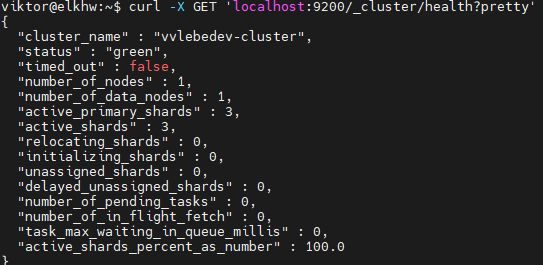 viktor@elkhw:~$ curl -X GET 'localhost:9200/_cluster/health?pretty'
{
  "cluster_name" : "vvlebedev-cluster",
  "status" : "green",
  "timed_out" : false,
  "number_of_nodes" : 1,
  "number_of_data_nodes" : 1,
  "active_primary_shards" : 3,
  "active_shards" : 3,
  "relocating_shards" : 0,
  "initializing_shards" : 0,
  "unassigned_shards" : 0,
  "delayed_unassigned_shards" : 0,
  "number_of_pending_tasks" : 0,
  "number_of_in_flight_fetch" : 0,
  "task_max_waiting_in_queue_millis" : 0,
  "active_shards_percent_as_number" : 100.0
}